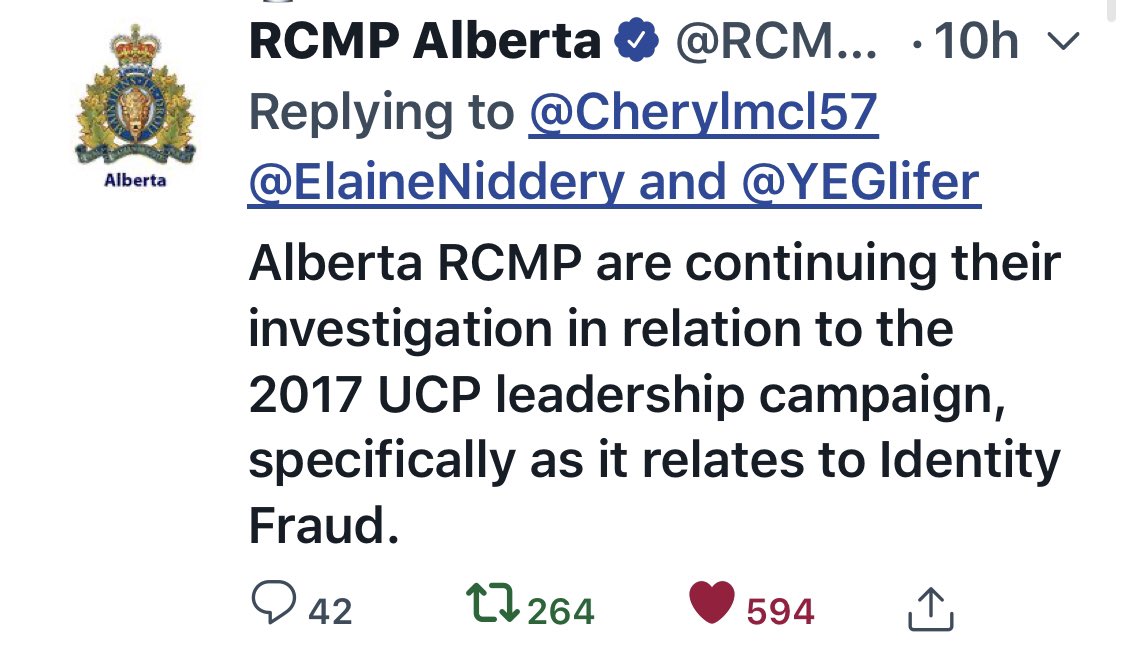 RCMP Alberta @RCM... · 10h
Replying to @Cherylmcl57
@ElaineNiddery and @YEGlifer
Alberta
Alberta RCMP are continuing their
investigation in relation to the
2017 UCP leadership campaign,
specifically as it relates to Identity
Fraud.
42 264 594